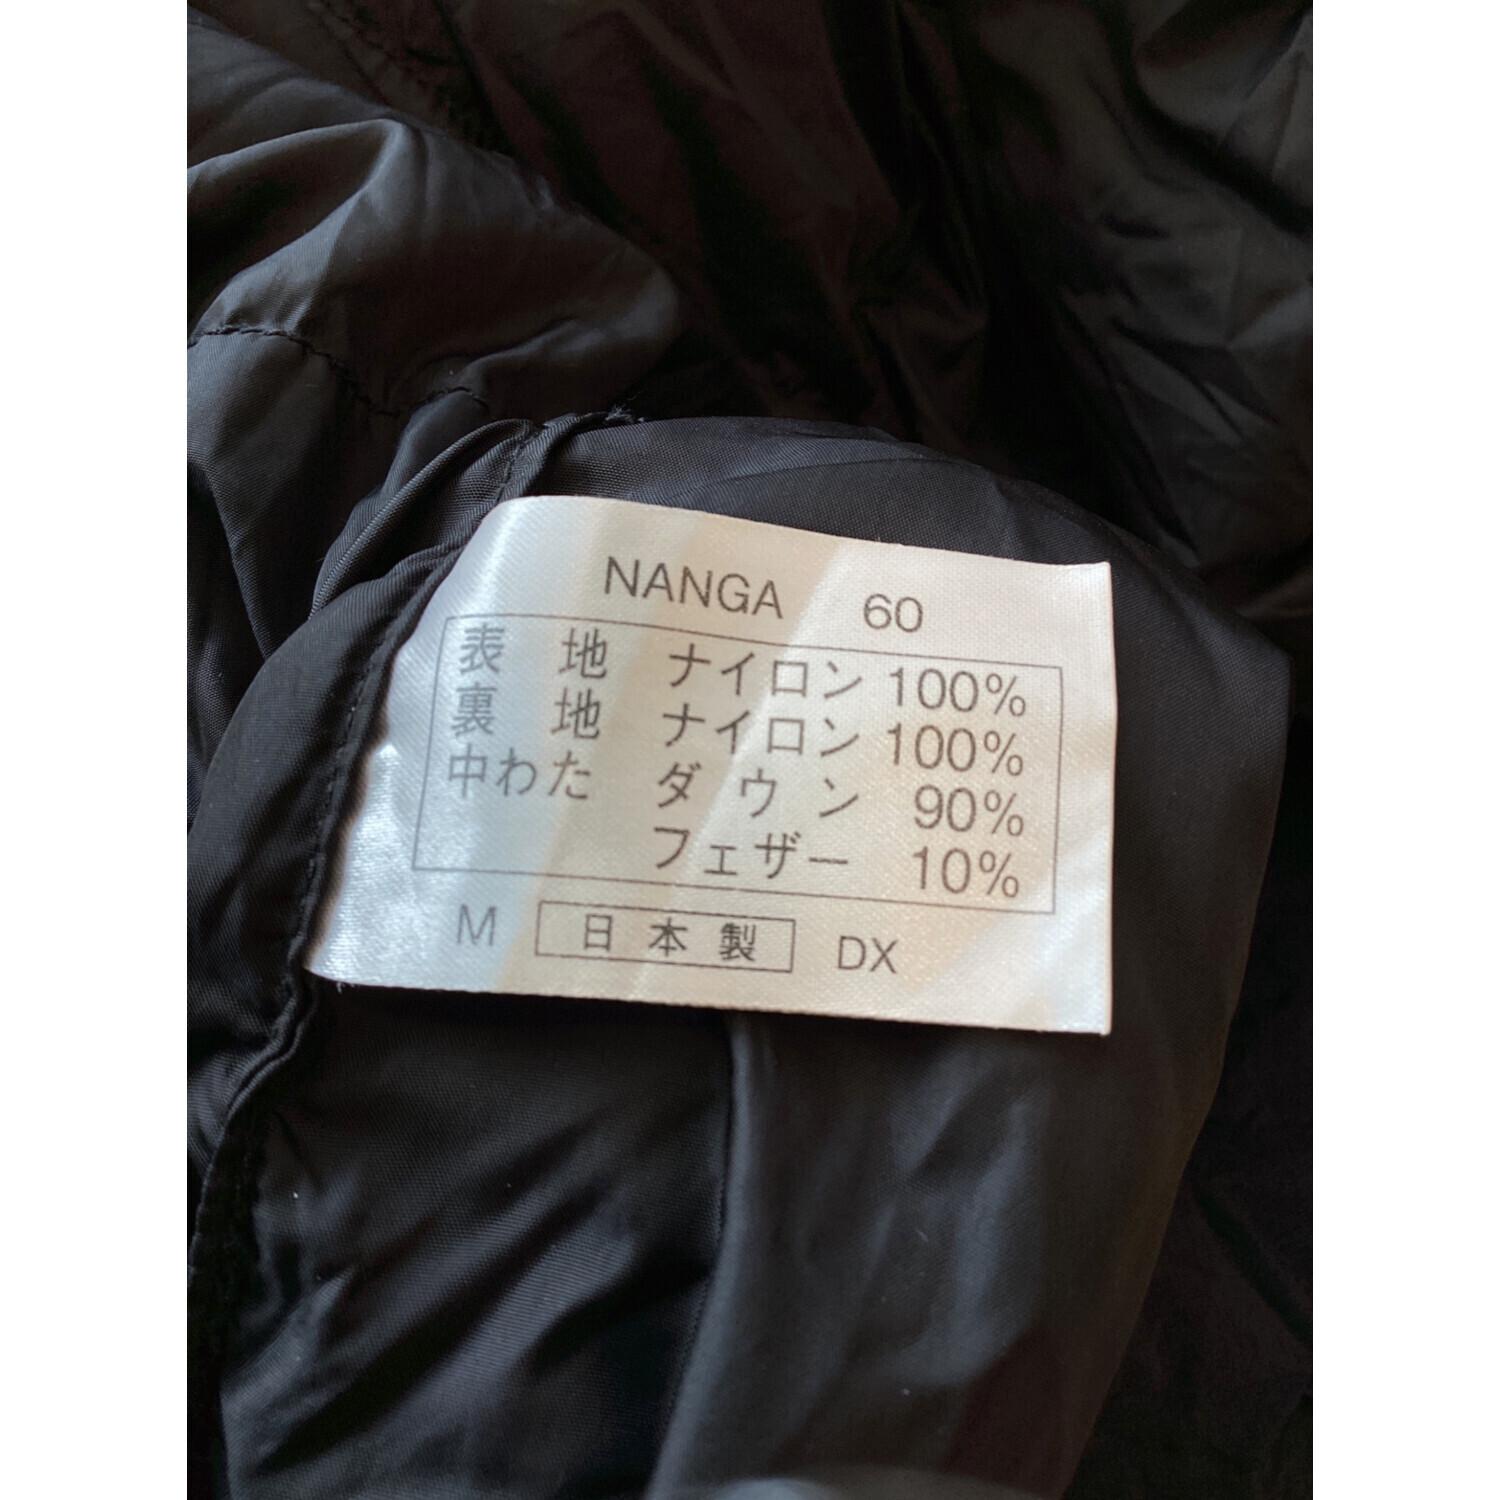 NANGA 60
表 地 ナイロン 100%
裏 地 ナイロン 100%
中わた ダウン 90%
フェザー 10%
M 日本製 DX